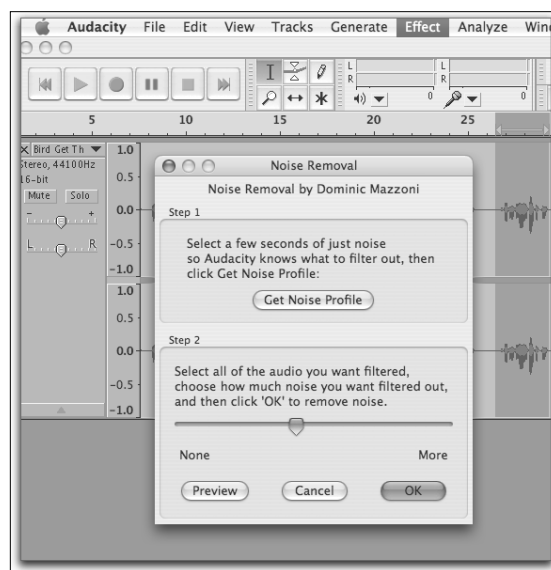 Audacity File Edit View Tracks Generate Effect Analyze Win
L
R
L
R
0
0
5 10 15 20 25
Bird Get Th
Stereo, 44100Hz
16-bit
Mute Solo
- +
L R
1.0
0.5
0.0
-0.5
-1.0
1.0
0.5
0.0
-0.5
-1.0
Noise Removal
Noise Removal by Dominic Mazzoni
Step 1
Select a few seconds of just noise
so Audacity knows what to filter out, then
click Get Noise Profile:
Get Noise Profile
Step 2
Select all of the audio you want filtered,
choose how much noise you want filtered out,
and then click 'OK' to remove noise.
None More
Preview Cancel OK